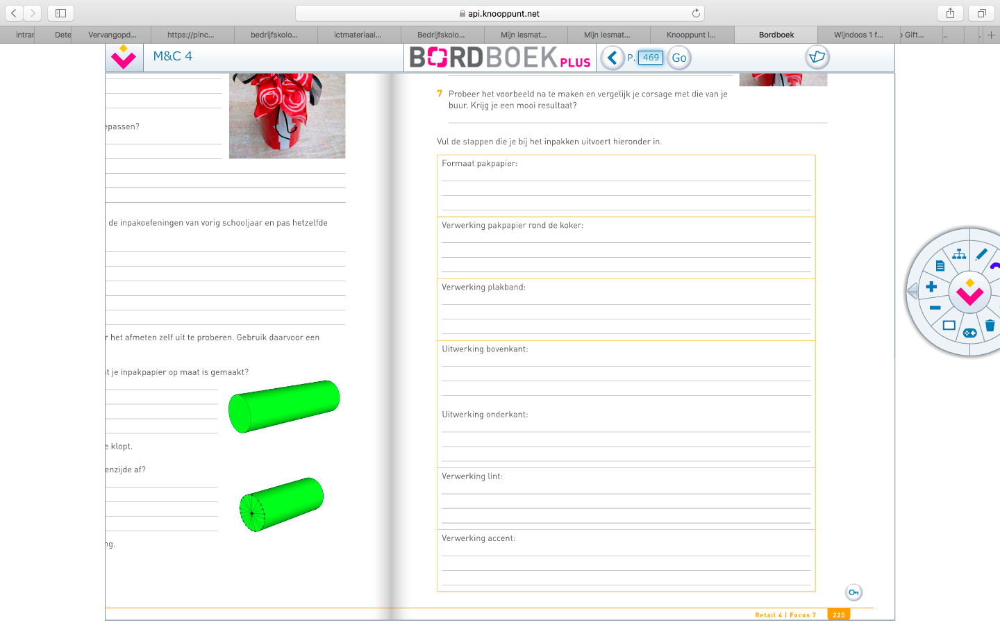 api.knooppunt.net
intrar
Dete
Vervangopd...
https://pinc...
bedrijfskolo...
ictmateriaal...
Bedrijfskolo...
Mijn lesmat...
Mijn lesmat...
Knooppunt l...
Bordboek
Wijndoos 1 f...
Gift...
M&C 4
BORDBOEK PLUS
P. 469 Go
epassen?
de inpakoefeningen van vorig schooljaar en pas hetzelfde
r het afmeten zelf uit te proberen. Gebruik daarvoor een
t je inpakpapier op maat is gemaakt?
e klopt.
enzijde af?
ng.
7 Probeer het voorbeeld na te maken en vergelijk je corsage met die van je
buur. Krijg je een mooi resultaat?
Vul de stappen die je bij het inpakken uitvoert hieronder in.
Formaat pakpapier:
Verwerking pakpapier rond de koker:
Verwerking plakband:
Uitwerking bovenkant:
Uitwerking onderkant:
Verwerking lint:
Verwerking accent:
Retail 4 | Focus 7 225